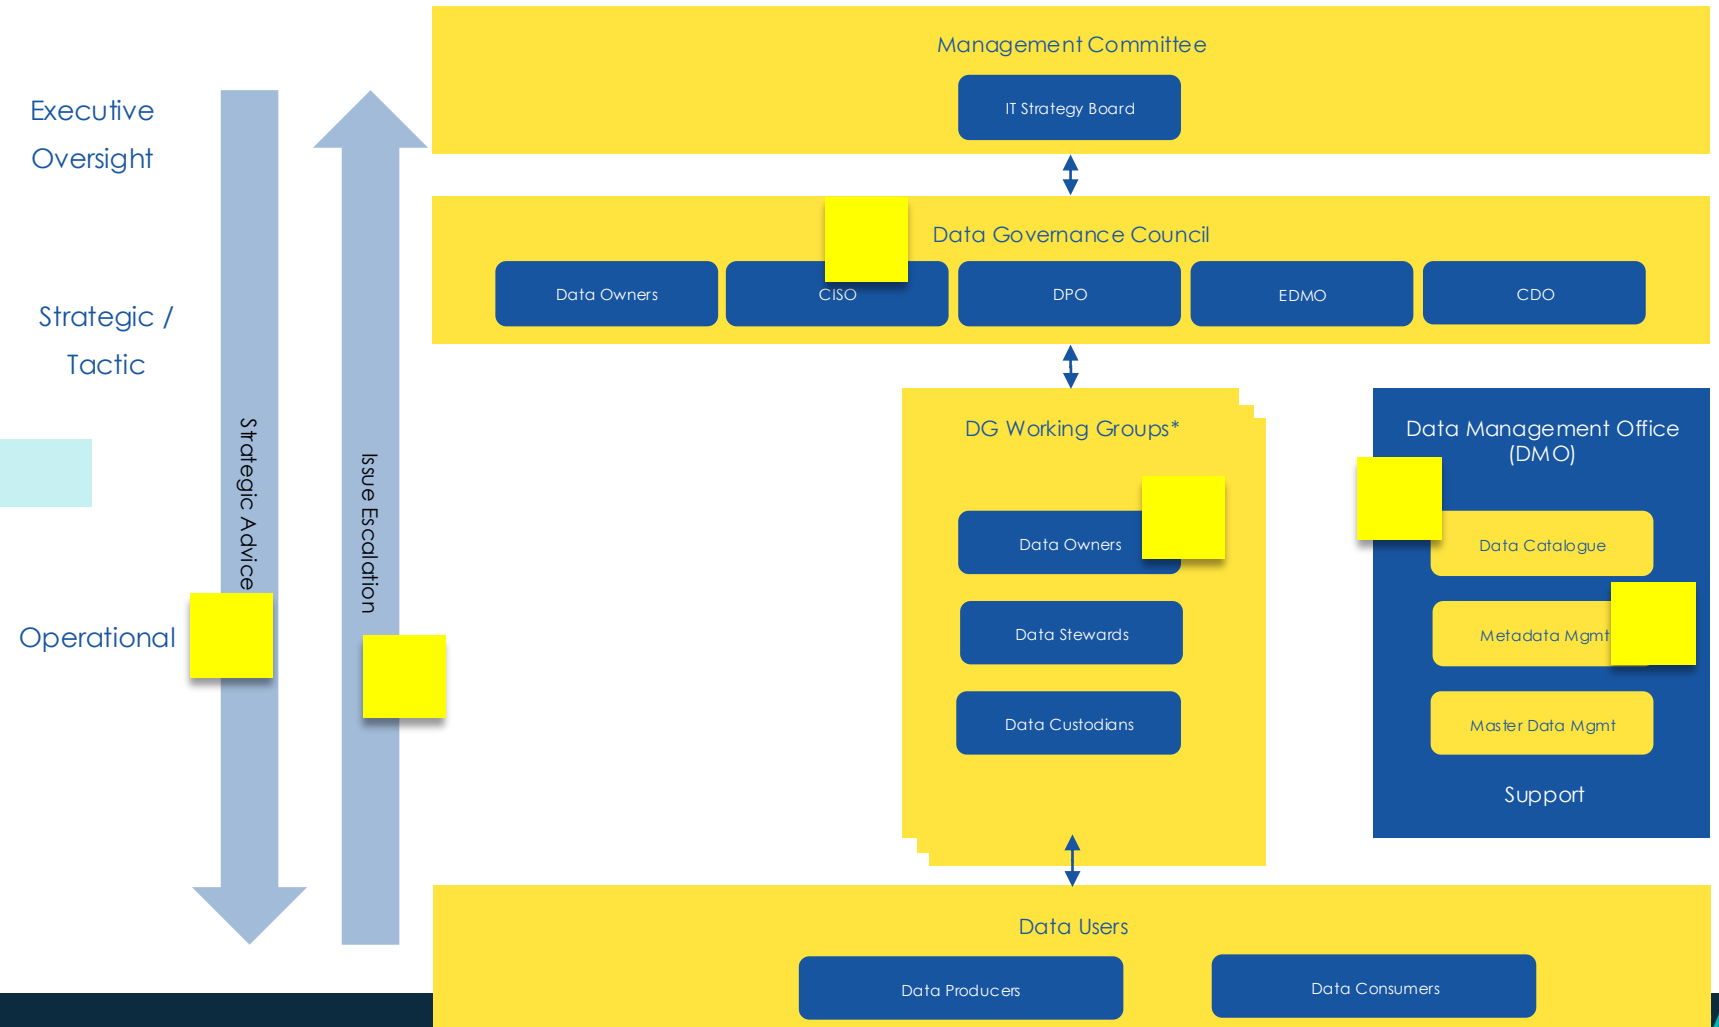 Management Committee
IT Strategy Board
Executive
Oversight
Data Governance Council
Data Owners
CISO
DPO
EDMO
CDO
Strategic /
Tactic
Strategic Advice
Issue Escalation
DG Working Groups*
Data Owners
Data Stewards
Data Custodians
Data Management Office
(DMO)
Data Catalogue
Metadata Mgmt
Master Data Mgmt
Support
Operational
Data Users
Data Producers
Data Consumers